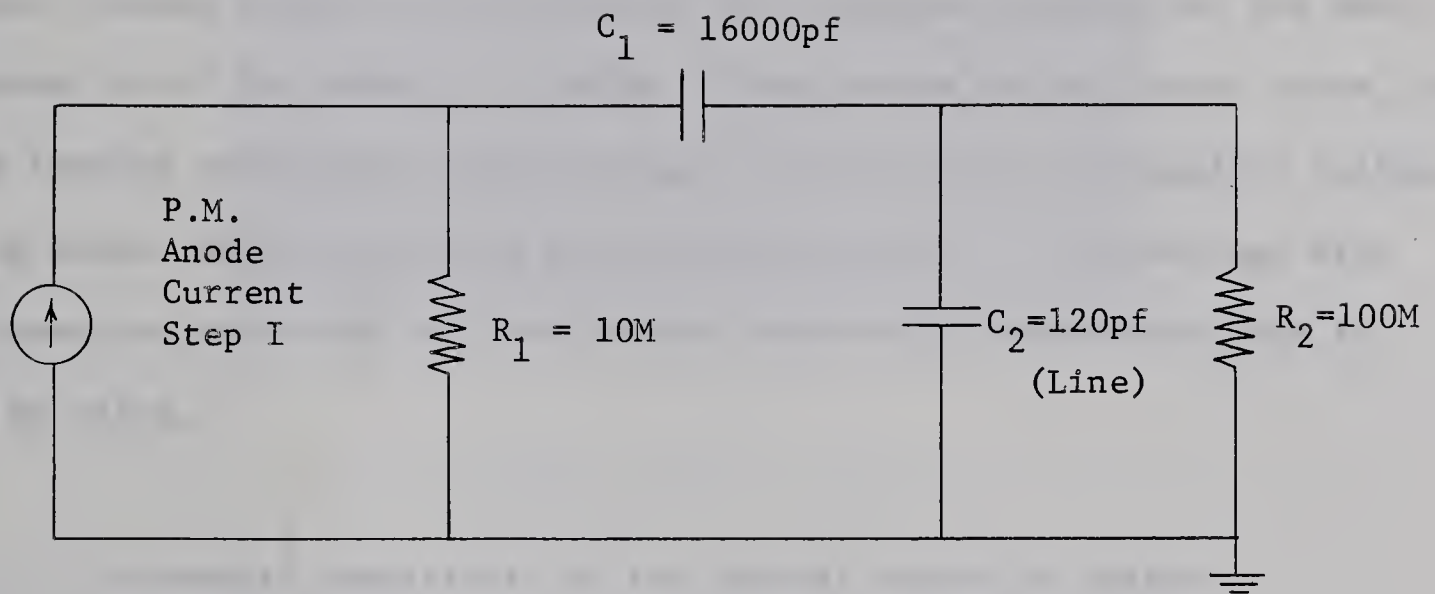 C₁ = 16000pf
P.M.
Anode
Current
Step I
R₁ = 10M
C₂=120pf
(Line)
R₂=100M